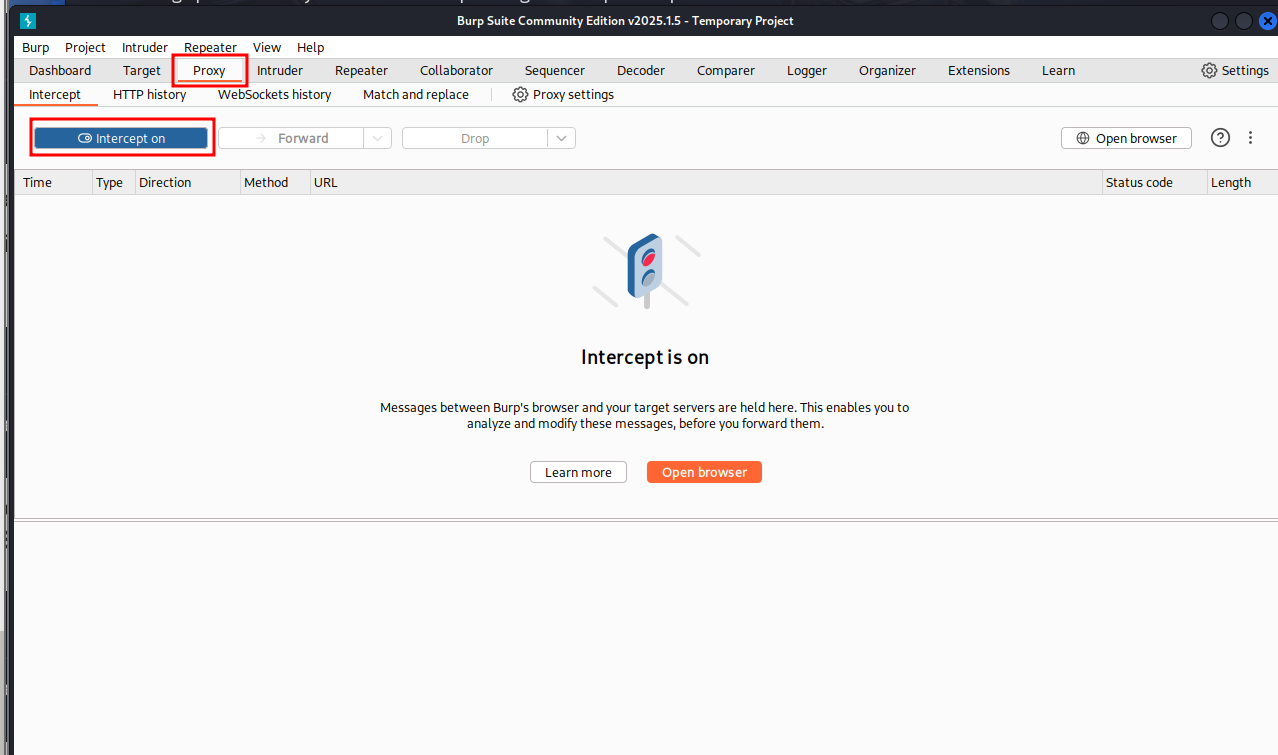 Burp Suite Community Edition v2025.1.5 - Temporary Project
Burp Project Intruder Repeater View Help
Dashboard Target Proxy Intruder Repeater Collaborator Sequencer Decoder Comparer Logger Organizer Extensions Learn Settings
Intercept HTTP history WebSockets history Match and replace Proxy settings
Intercept on Forward Drop Open browser
Time Type Direction Method URL Status code Length
Intercept is on
Messages between Burp's browser and your target servers are held here. This enables you to
analyze and modify these messages, before you forward them.
Learn more Open browser